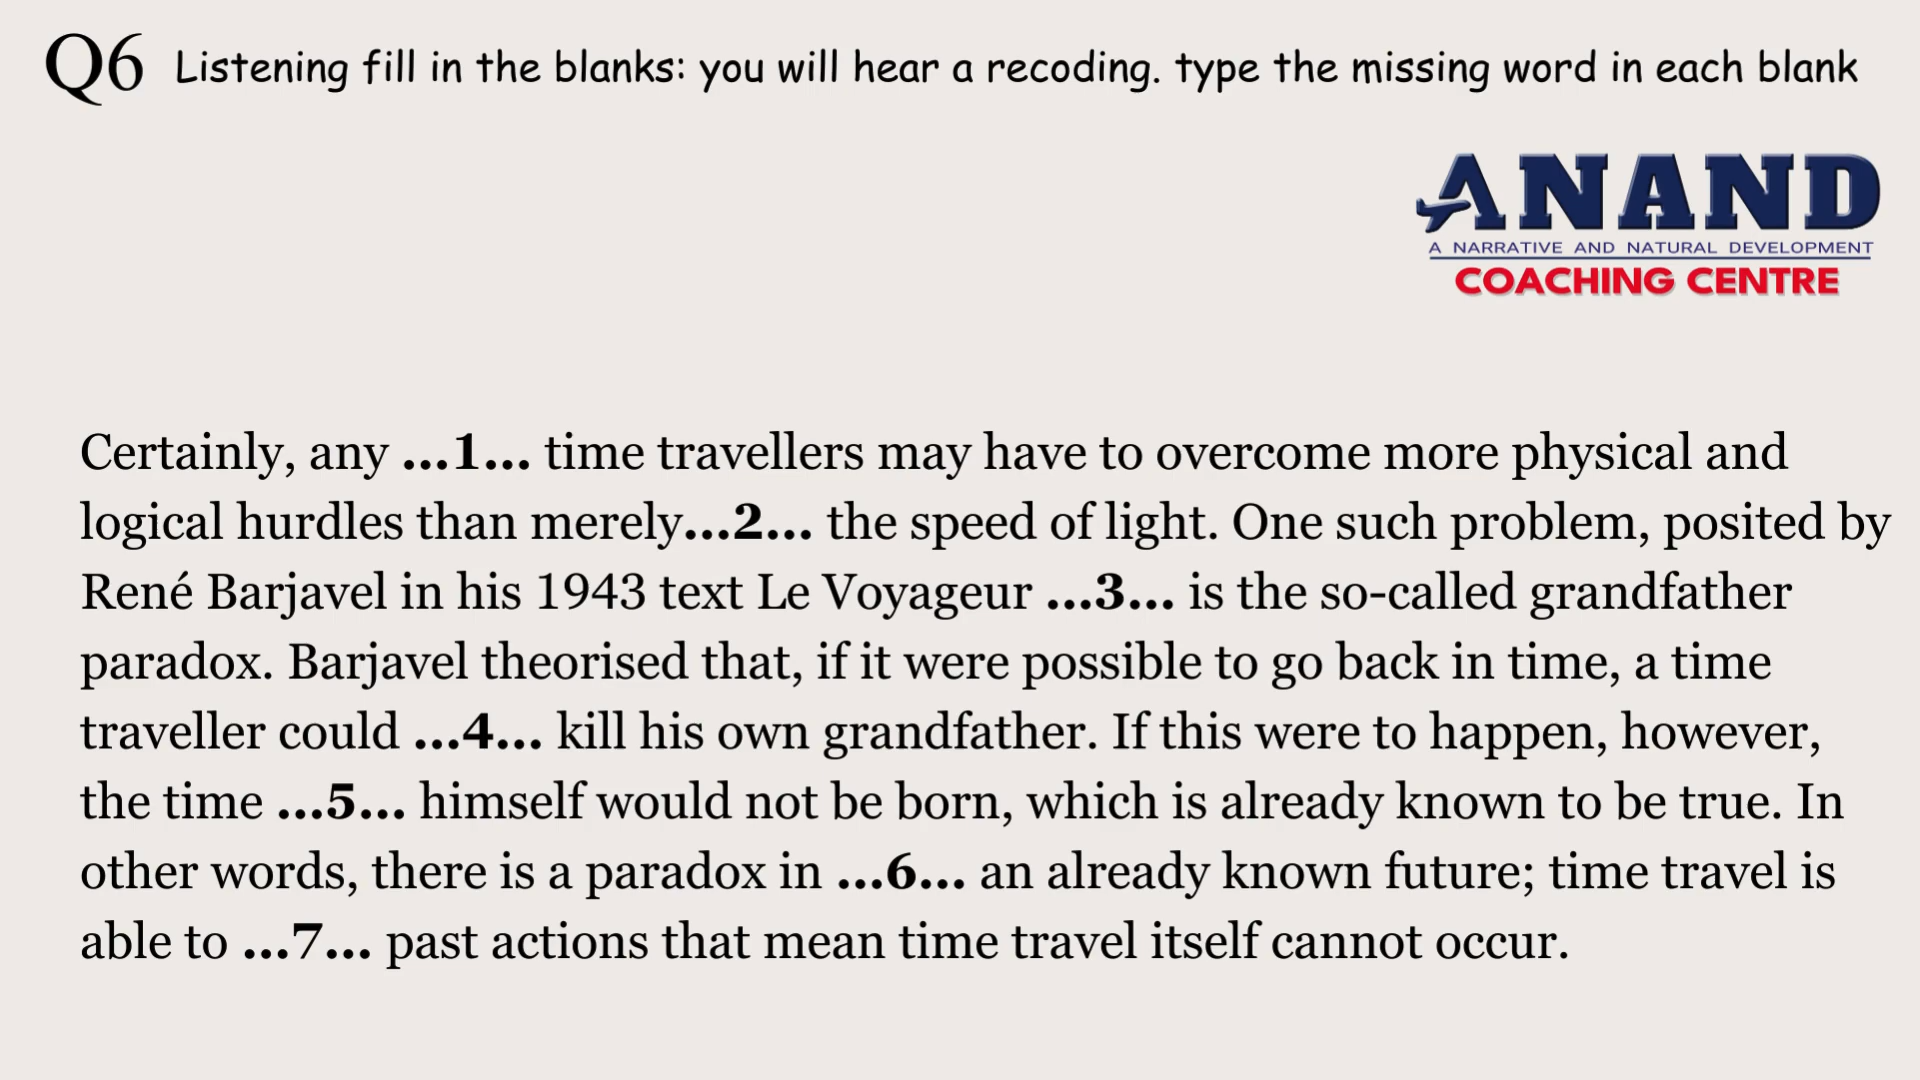 Q6 Listening fill in the blanks: you will hear a recoding. type the missing word in each blank
ANAND
A NARRATIVE AND NATURAL DEVELOPMENT
COACHING CENTRE
Certainly, any ...1... time travellers may have to overcome more physical and
logical hurdles than merely...2... the speed of light. One such problem, posited by
René Barjavel in his 1943 text Le Voyageur ...3... is the so-called grandfather
paradox. Barjavel theorised that, if it were possible to go back in time, a time
traveller could ...4... kill his own grandfather. If this were to happen, however,
the time ...5... himself would not be born, which is already known to be true. In
other words, there is a paradox in ...6... an already known future; time travel is
able to ...7... past actions that mean time travel itself cannot occur.